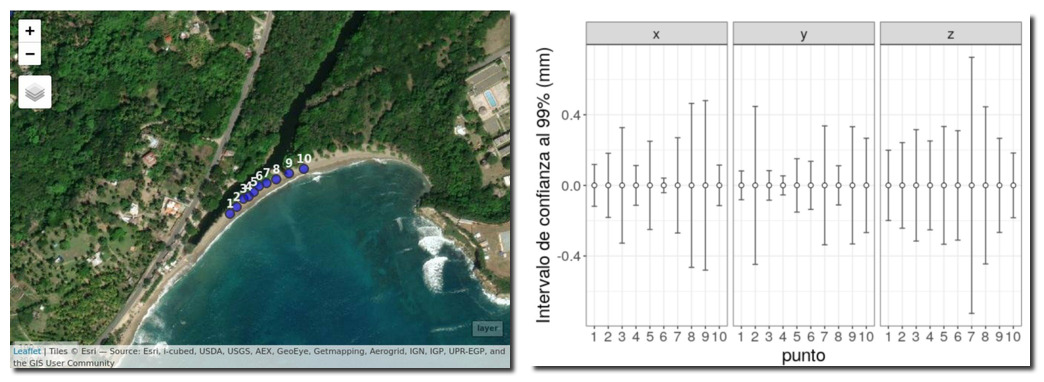 +
−
1 2 3 4 5 6 7 8 9 10
layer
Leaflet | Tiles © Esri — Source: Esri, i-cubed, USDA, USGS, AEX, GeoEye, Getmapping, Aerogrid, IGN, IGP, UPR-EGP, and
the GIS User Community
x y z
Intervalo de confianza al 99% (mm)
0.4
0.0
-0.4
1 2 3 4 5 6 7 8 9 10 1 2 3 4 5 6 7 8 9 10 1 2 3 4 5 6 7 8 9 10
punto